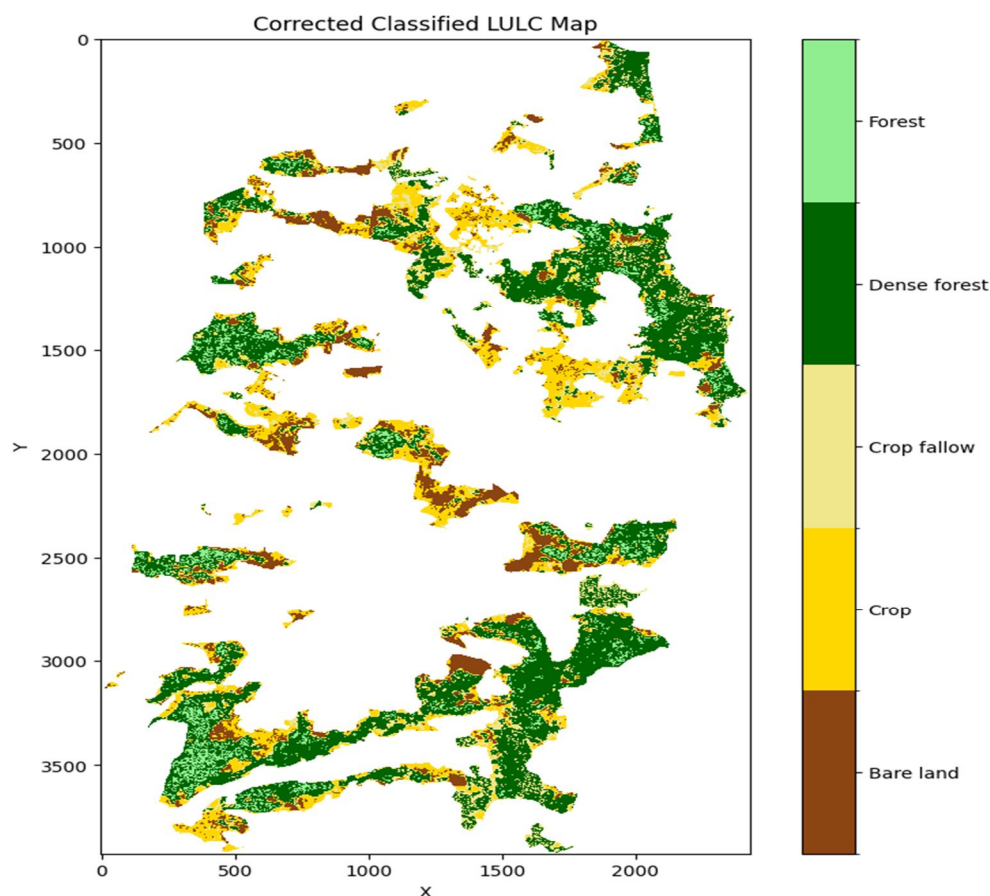 Corrected Classified LULC Map
0
500
1000
1500
2000
2500
3000
3500
Y
0
500
1000
1500
2000
X
Forest
Dense forest
Crop fallow
Crop
Bare land